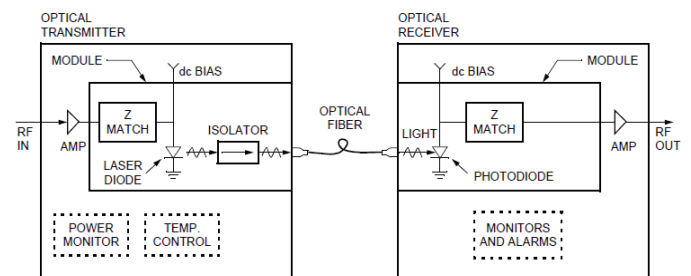 OPTICAL
TRANSMITTER
MODULE
dc BIAS
Z
MATCH
RF
IN
AMP
LASER
DIODE
ISOLATOR
POWER
MONITOR
TEMP.
CONTROL
OPTICAL
FIBER
OPTICAL
RECEIVER
dc BIAS
MODULE
LIGHT
Z
MATCH
PHOTODIODE
AMP
RF
OUT
MONITORS
AND ALARMS